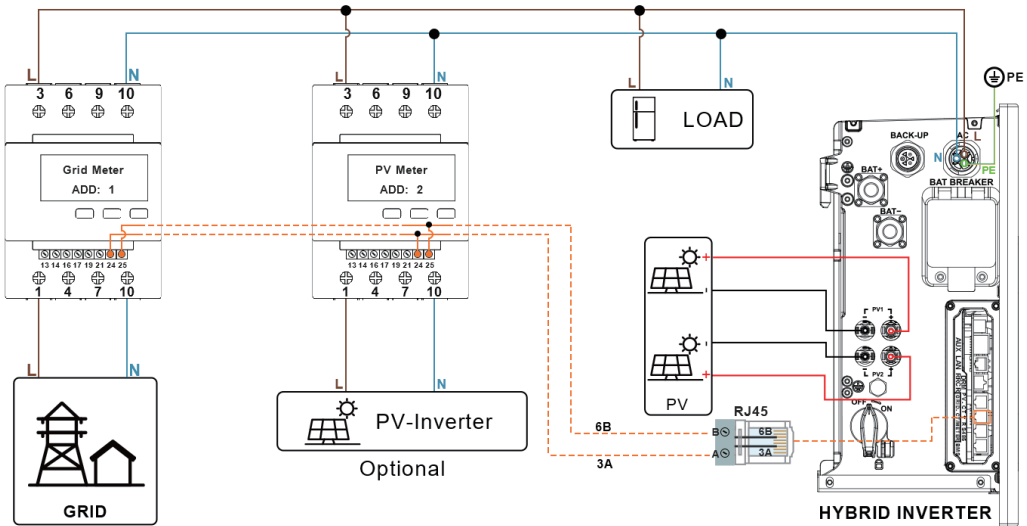 L
N
L
N
L
N
PE
3 6 9 10
3 6 9 10
LOAD
BACK-UP
AC
L
N
PE
Grid Meter
ADD: 1
PV Meter
ADD: 2
BAT+
BAT BREAKER
BAT−
13 14 16 17 19 21 24 25
13 14 16 17 19 21 24 25
1 4 7 10
1 4 7 10
+
-
-
+
PV
- PV1 +
- PV2 +
OFF
ON
AUX
LAN
L
N
L
N
GRID
PV-Inverter
Optional
6B
3A
RJ45
B
A
6B
3A
HYBRID INVERTER